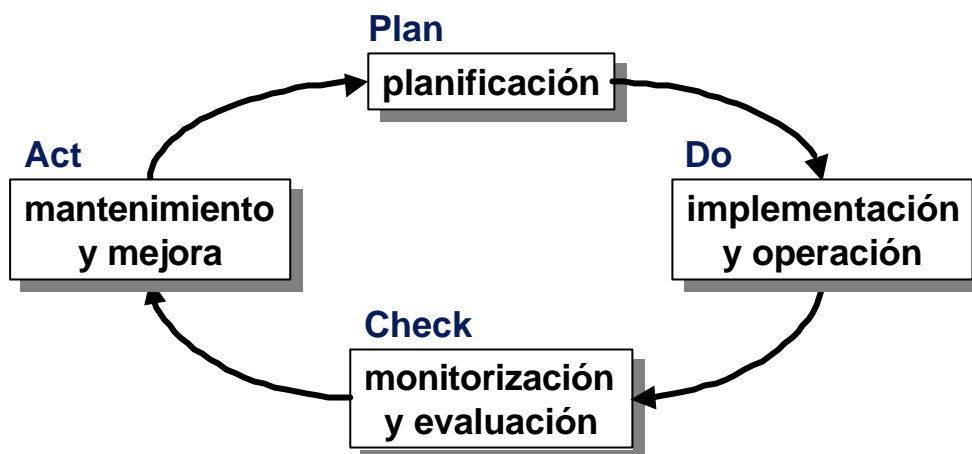 Plan
planificación
Do
implementación
y operación
Check
monitorización
y evaluación
Act
mantenimiento
y mejora